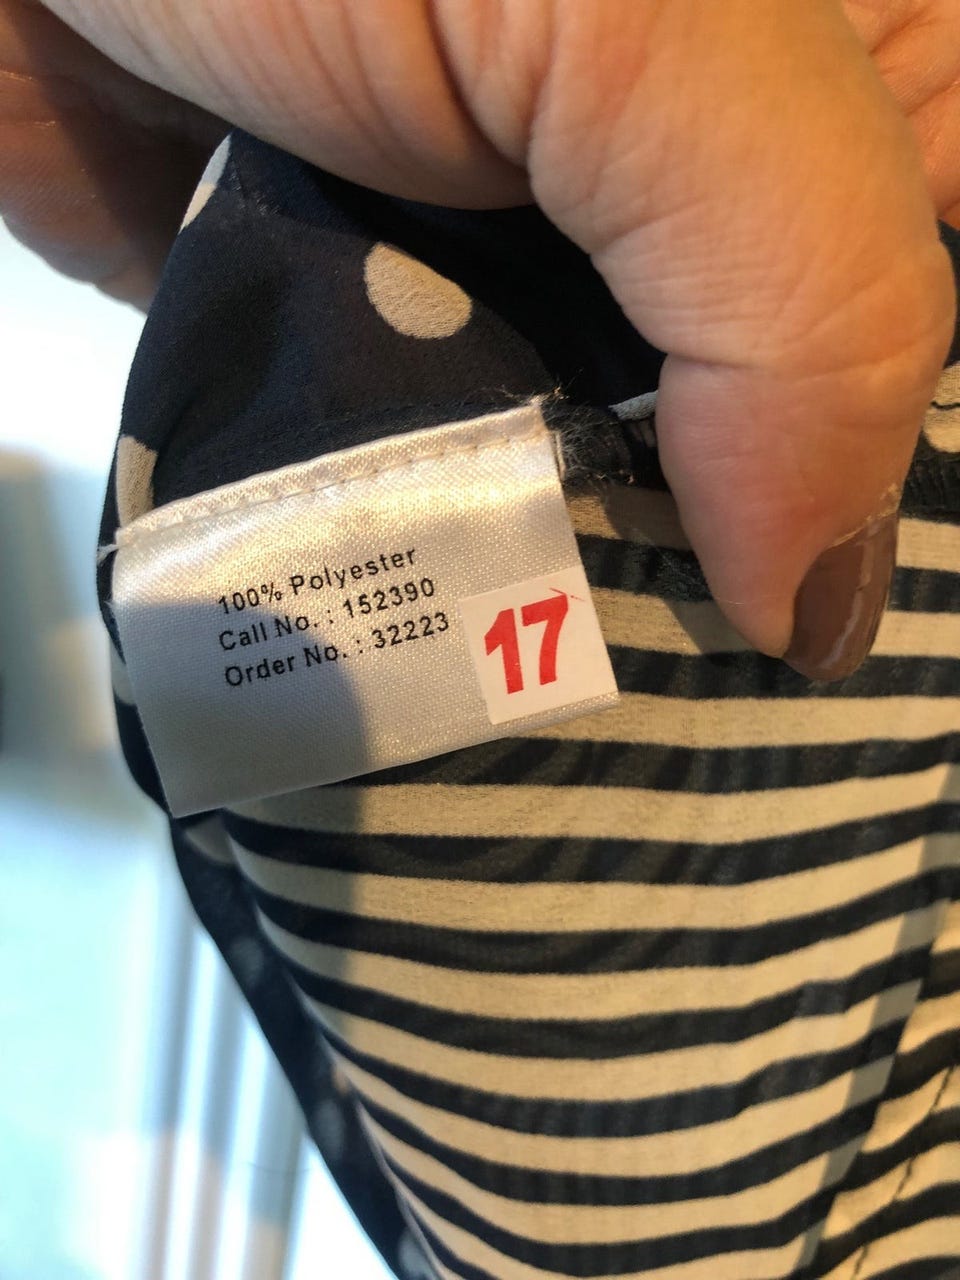 100% Polyester
Call No. : 152390
Order No. : 32223
17